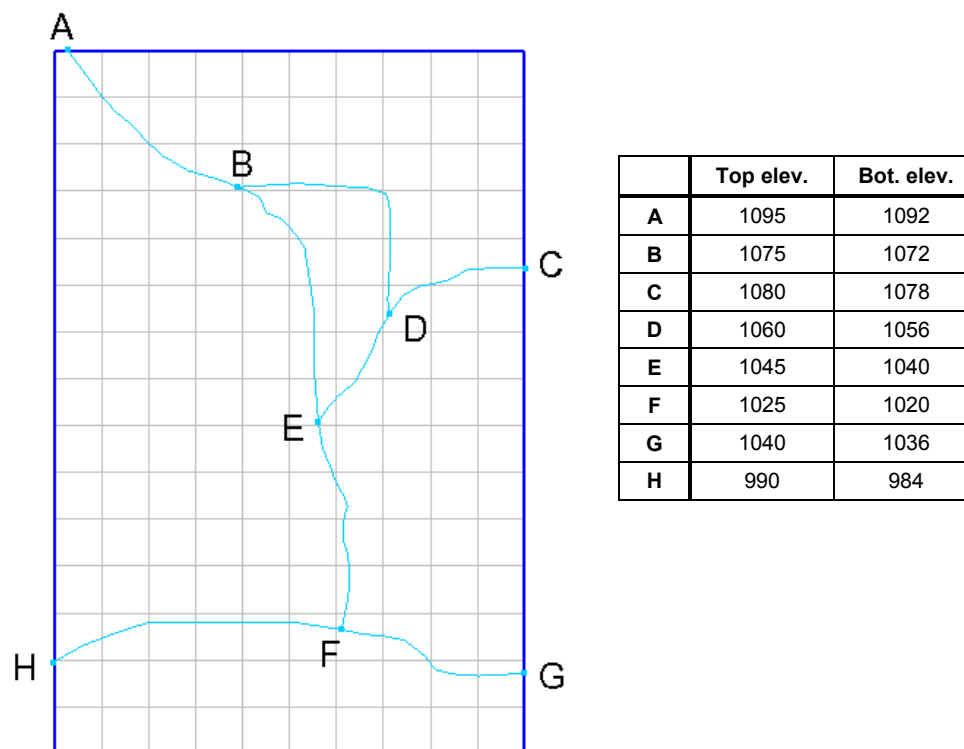 A
B
C
D
E
F
G
H
Top elev. Bot. elev.
A 1095 1092
B 1075 1072
C 1080 1078
D 1060 1056
E 1045 1040
F 1025 1020
G 1040 1036
H 990 984